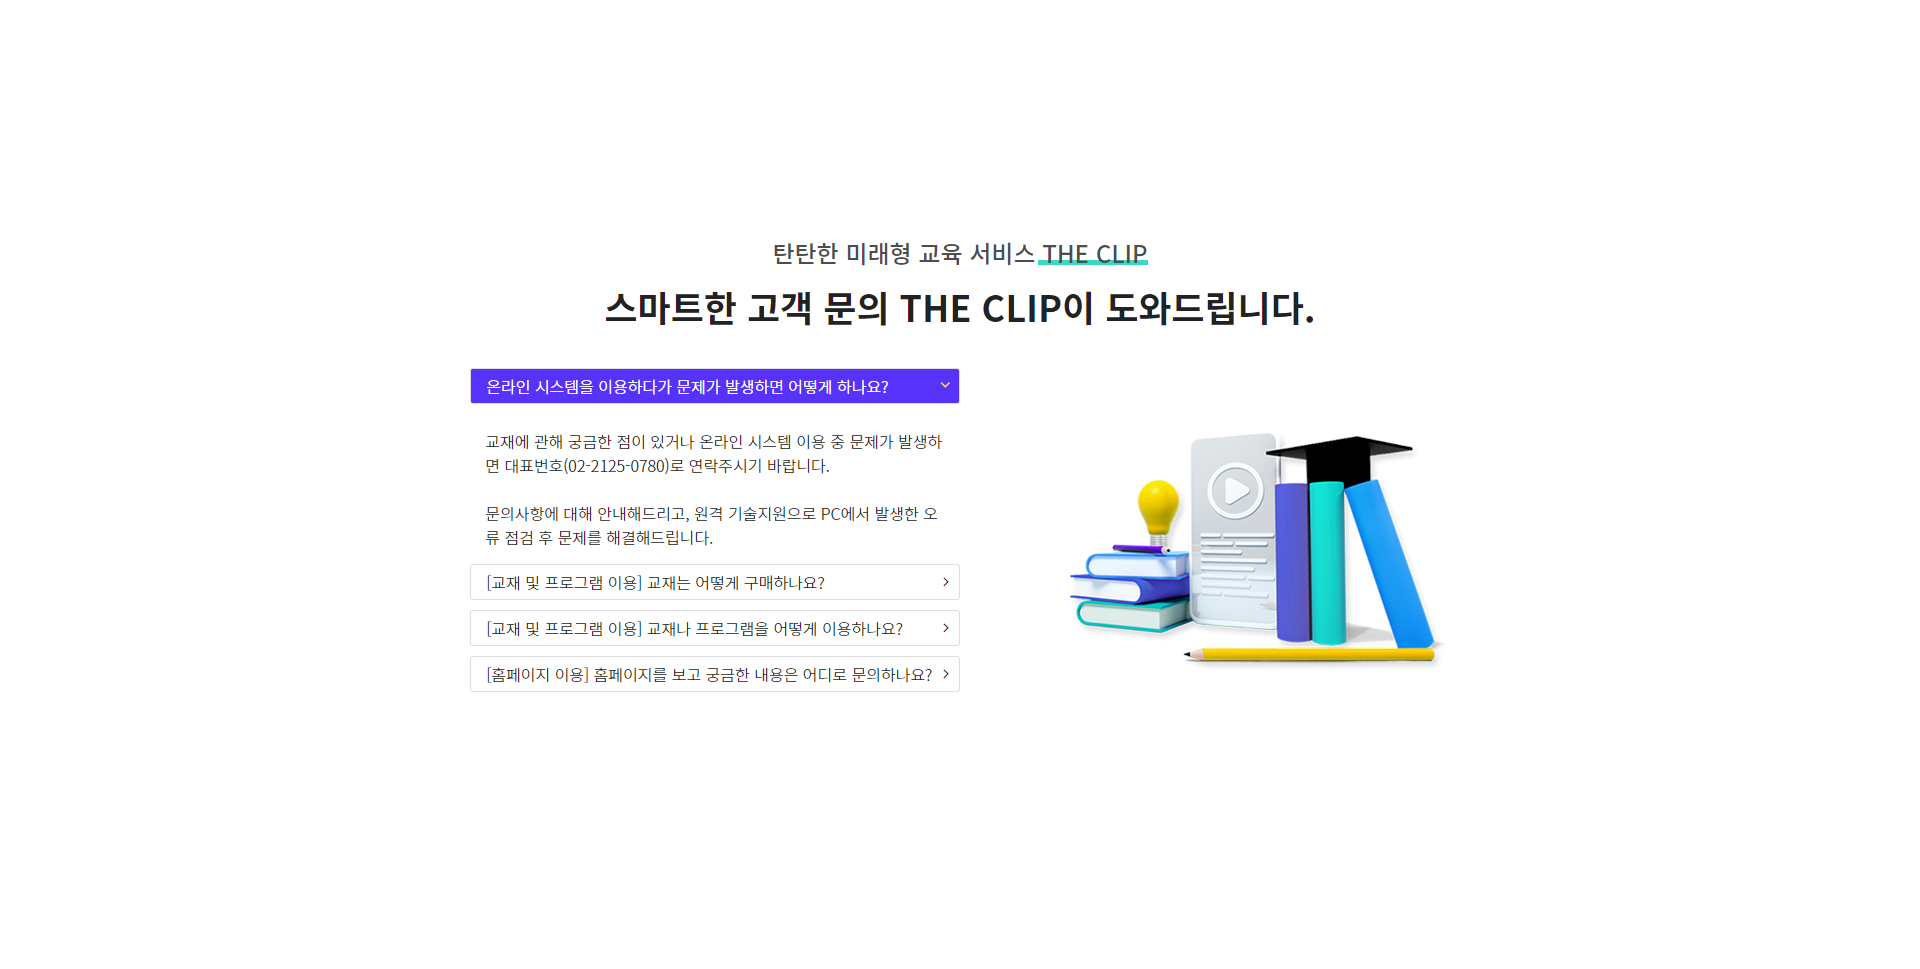 탄탄한 미래형 교육 서비스 THE CLIP
스마트한 고객 문의 THE CLIP이 도와드립니다.
온라인 시스템을 이용하다가 문제가 발생하면 어떻게 하나요?
교재에 관해 궁금한 점이 있거나 온라인 시스템 이용 중 문제가 발생하
면 대표번호(02-2125-0780)로 연락주시기 바랍니다.
문의사항에 대해 안내해드리고, 원격 기술지원으로 PC에서 발생한 오
류 점검 후 문제를 해결해드립니다.
[교재 및 프로그램 이용] 교재는 어떻게 구매하나요?
[교재 및 프로그램 이용] 교재나 프로그램을 어떻게 이용하나요?
[홈페이지 이용] 홈페이지를 보고 궁금한 내용은 어디로 문의하나요?